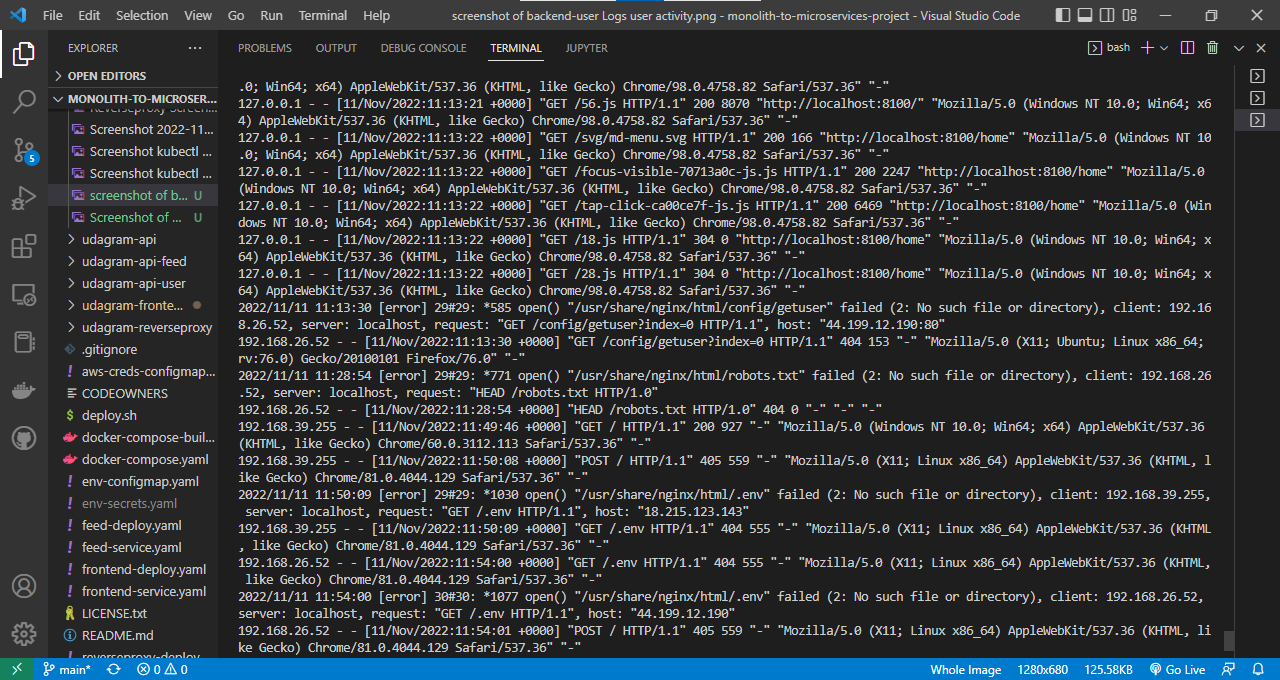 File Edit Selection View Go Run Terminal Help
screenshot of backend-user Logs user activity.png - monolith-to-microservices-project - Visual Studio Code
EXPLORER
OPEN EDITORS
MONOLITH-TO-MICROSER...
Screenshot 2022-11...
Screenshot kubectl ...
Screenshot kubectl ...
screenshot of b... U
Screenshot of ... U
udagram-api
udagram-api-feed
udagram-api-user
udagram-fronte...
udagram-reverseproxy
.gitignore
aws-creds-configmap...
CODEOWNERS
deploy.sh
docker-compose-buil...
docker-compose.yaml
env-configmap.yaml
env-secrets.yaml
feed-deploy.yaml
feed-service.yaml
frontend-deploy.yaml
frontend-service.yaml
LICENSE.txt
README.md
reverseproxy-deploy
5
PROBLEMS OUTPUT DEBUG CONSOLE TERMINAL JUPYTER
bash
.0; Win64; x64) AppleWebKit/537.36 (KHTML, like Gecko) Chrome/98.0.4758.82 Safari/537.36" "-"
127.0.0.1 - - [11/Nov/2022:11:13:21 +0000] "GET /56.js HTTP/1.1" 200 8070 "http://localhost:8100/" "Mozilla/5.0 (Windows NT 10.0; Win64; x6
4) AppleWebKit/537.36 (KHTML, like Gecko) Chrome/98.0.4758.82 Safari/537.36" "-"
127.0.0.1 - - [11/Nov/2022:11:13:22 +0000] "GET /svg/md-menu.svg HTTP/1.1" 200 166 "http://localhost:8100/home" "Mozilla/5.0 (Windows NT 10
.0; Win64; x64) AppleWebKit/537.36 (KHTML, like Gecko) Chrome/98.0.4758.82 Safari/537.36" "-"
127.0.0.1 - - [11/Nov/2022:11:13:22 +0000] "GET /focus-visible-70713a0c-js.js HTTP/1.1" 200 2247 "http://localhost:8100/home" "Mozilla/5.0
(Windows NT 10.0; Win64; x64) AppleWebKit/537.36 (KHTML, like Gecko) Chrome/98.0.4758.82 Safari/537.36" "-"
127.0.0.1 - - [11/Nov/2022:11:13:22 +0000] "GET /tap-click-ca00ce7f-js.js HTTP/1.1" 200 6469 "http://localhost:8100/home" "Mozilla/5.0 (Win
dows NT 10.0; Win64; x64) AppleWebKit/537.36 (KHTML, like Gecko) Chrome/98.0.4758.82 Safari/537.36" "-"
127.0.0.1 - - [11/Nov/2022:11:13:22 +0000] "GET /18.js HTTP/1.1" 304 0 "http://localhost:8100/home" "Mozilla/5.0 (Windows NT 10.0; Win64; x
64) AppleWebKit/537.36 (KHTML, like Gecko) Chrome/98.0.4758.82 Safari/537.36" "-"
127.0.0.1 - - [11/Nov/2022:11:13:22 +0000] "GET /28.js HTTP/1.1" 304 0 "http://localhost:8100/home" "Mozilla/5.0 (Windows NT 10.0; Win64; x
64) AppleWebKit/537.36 (KHTML, like Gecko) Chrome/98.0.4758.82 Safari/537.36" "-"
2022/11/11 11:13:30 [error] 29#29: *585 open() "/usr/share/nginx/html/config/getuser" failed (2: No such file or directory), client: 192.16
8.26.52, server: localhost, request: "GET /config/getuser?index=0 HTTP/1.1", host: "44.199.12.190:80"
192.168.26.52 - - [11/Nov/2022:11:13:30 +0000] "GET /config/getuser?index=0 HTTP/1.1" 404 153 "-" "Mozilla/5.0 (X11; Ubuntu; Linux x86_64;
rv:76.0) Gecko/20100101 Firefox/76.0" "-"
2022/11/11 11:28:54 [error] 29#29: *771 open() "/usr/share/nginx/html/robots.txt" failed (2: No such file or directory), client: 192.168.26
.52, server: localhost, request: "HEAD /robots.txt HTTP/1.0"
192.168.26.52 - - [11/Nov/2022:11:28:54 +0000] "HEAD /robots.txt HTTP/1.0" 404 0 "-" "-" "-"
192.168.39.255 - - [11/Nov/2022:11:49:46 +0000] "GET / HTTP/1.1" 200 927 "-" "Mozilla/5.0 (Windows NT 10.0; Win64; x64) AppleWebKit/537.36
(KHTML, like Gecko) Chrome/60.0.3112.113 Safari/537.36" "-"
192.168.39.255 - - [11/Nov/2022:11:50:08 +0000] "POST / HTTP/1.1" 405 559 "-" "Mozilla/5.0 (X11; Linux x86_64) AppleWebKit/537.36 (KHTML, l
ike Gecko) Chrome/81.0.4044.129 Safari/537.36" "-"
2022/11/11 11:50:09 [error] 29#29: *1030 open() "/usr/share/nginx/html/.env" failed (2: No such file or directory), client: 192.168.39.255,
server: localhost, request: "GET /.env HTTP/1.1", host: "18.215.123.143"
192.168.39.255 - - [11/Nov/2022:11:50:09 +0000] "GET /.env HTTP/1.1" 404 555 "-" "Mozilla/5.0 (X11; Linux x86_64) AppleWebKit/537.36 (KHTML
, like Gecko) Chrome/81.0.4044.129 Safari/537.36" "-"
192.168.26.52 - - [11/Nov/2022:11:54:00 +0000] "GET /.env HTTP/1.1" 404 555 "-" "Mozilla/5.0 (X11; Linux x86_64) AppleWebKit/537.36 (KHTML,
like Gecko) Chrome/81.0.4044.129 Safari/537.36" "-"
2022/11/11 11:54:00 [error] 30#30: *1077 open() "/usr/share/nginx/html/.env" failed (2: No such file or directory), client: 192.168.26.52,
server: localhost, request: "GET /.env HTTP/1.1", host: "44.199.12.190"
192.168.26.52 - - [11/Nov/2022:11:54:01 +0000] "POST / HTTP/1.1" 405 559 "-" "Mozilla/5.0 (X11; Linux x86_64) AppleWebKit/537.36 (KHTML, li
ke Gecko) Chrome/81.0.4044.129 Safari/537.36" "-"
main* 0 0 Whole Image 1280x680 125.58KB Go Live